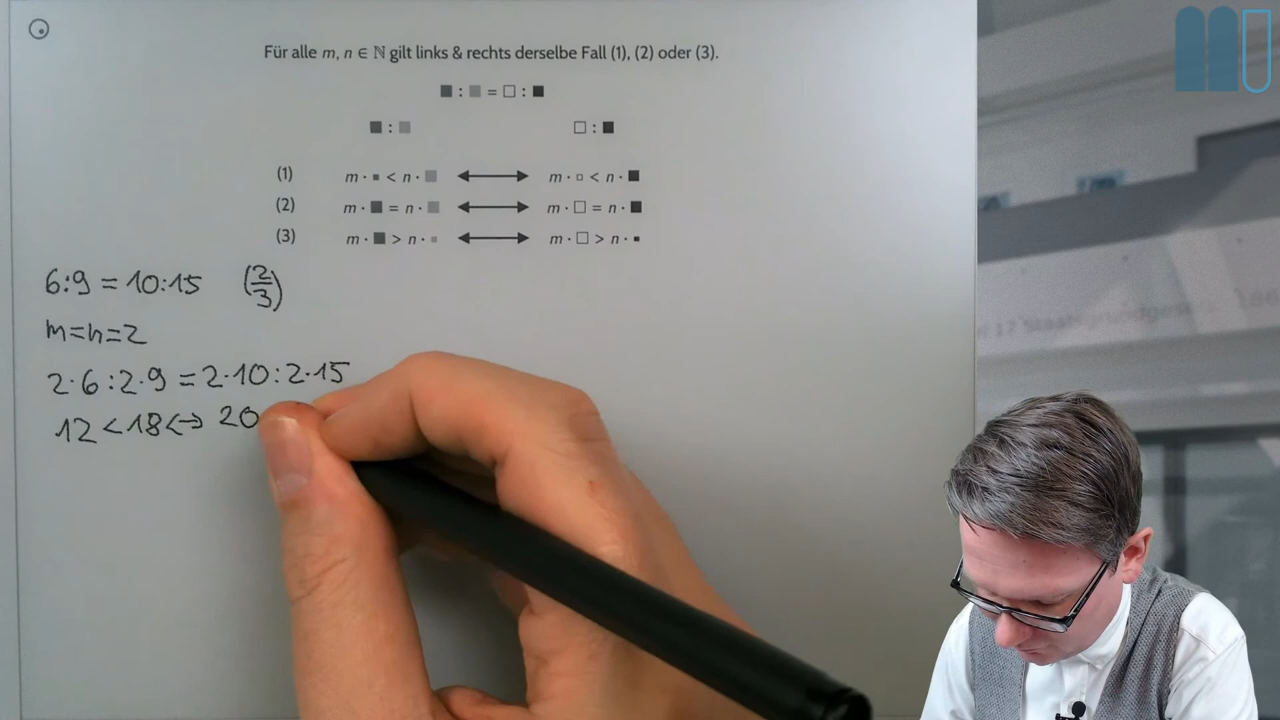 Für alle m, n ∈ ℕ gilt links & rechts derselbe Fall (1), (2) oder (3).
■ : ■ = □ : ■
■ : ■ □ : ■
(1) m · ▪ < n · ■ ⟷ m · ▫ < n · ■
(2) m · ■ = n · ■ ⟷ m · □ = n · ■
(3) m · ■ > n · ▪ ⟷ m · □ > n · ▪
6:9 = 10:15 (2/3)
m=n=2
2·6:2·9 = 2·10:2·15
12<18↔ 20